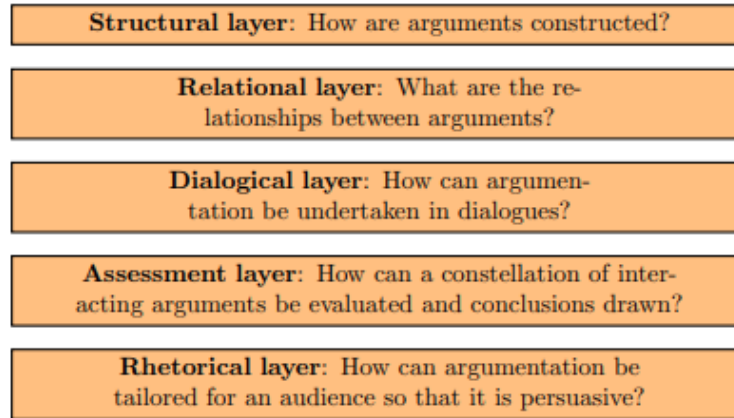 Structural layer: How are arguments constructed?
Relational layer: What are the re-
lationships between arguments?
Dialogical layer: How can argumen-
tation be undertaken in dialogues?
Assessment layer: How can a constellation of inter-
acting arguments be evaluated and conclusions drawn?
Rhetorical layer: How can argumentation be
tailored for an audience so that it is persuasive?